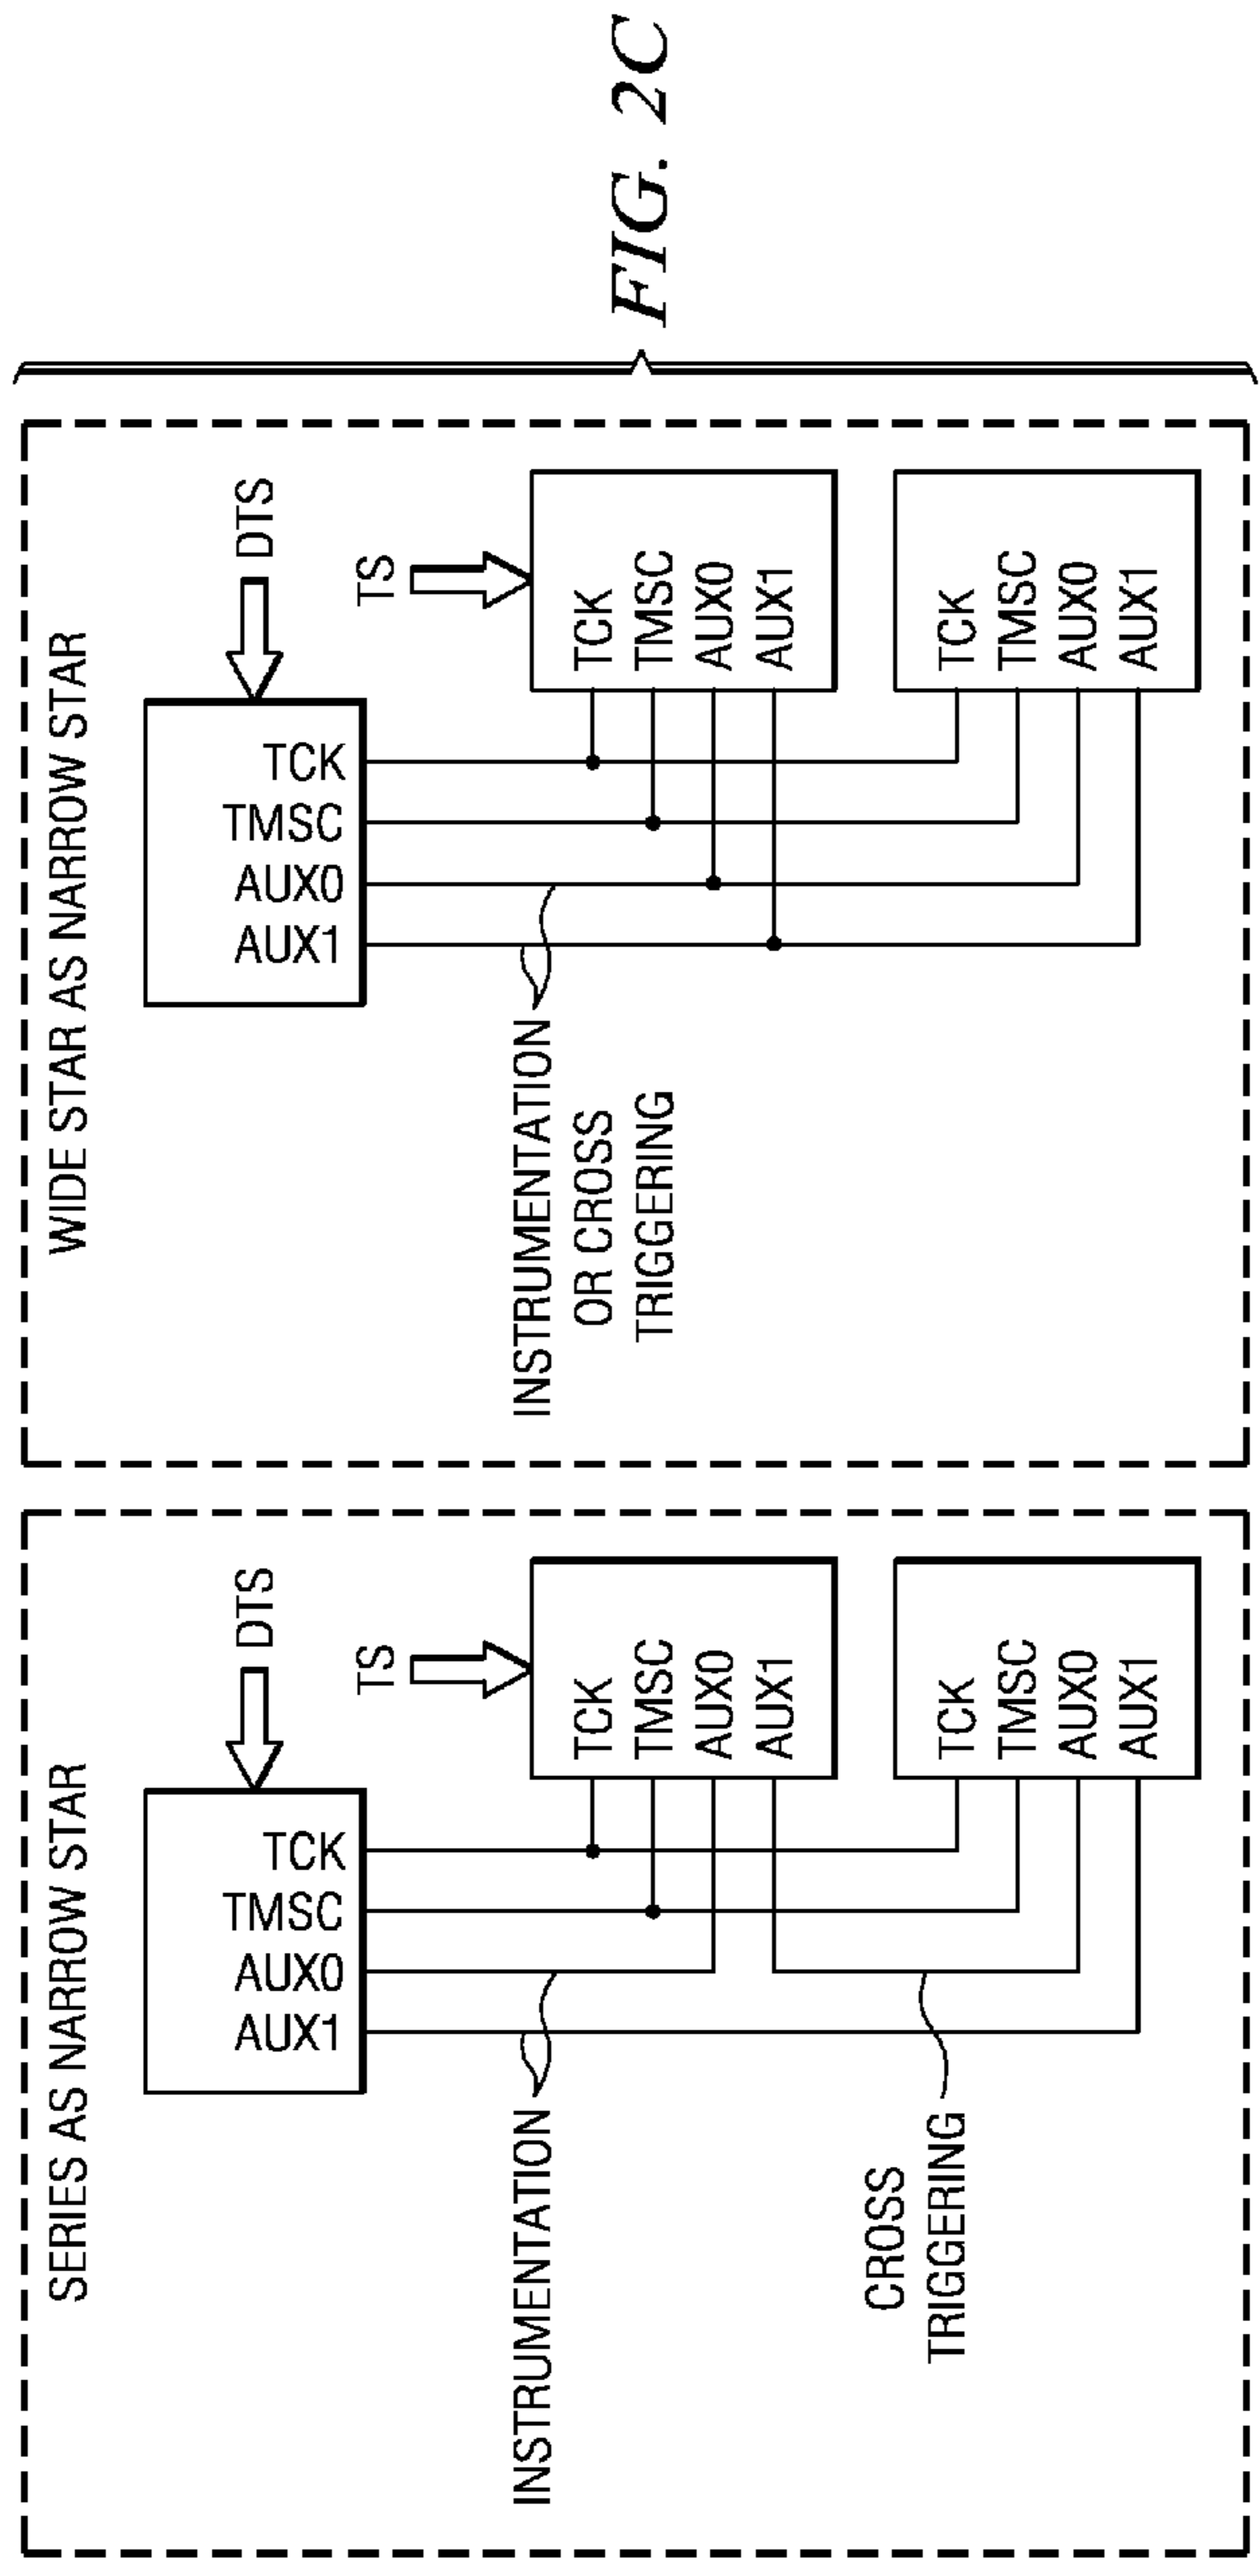 SERIES AS NARROW STAR
DTS
TCK
TMSC
AUX0
AUX1
TS
TCK
TMSC
AUX0
AUX1
INSTRUMENTATION
CROSS
TRIGGERING
TCK
TMSC
AUX0
AUX1
WIDE STAR AS NARROW STAR
DTS
TCK
TMSC
AUX0
AUX1
TS
TCK
TMSC
AUX0
AUX1
INSTRUMENTATION
OR CROSS
TRIGGERING
TCK
TMSC
AUX0
AUX1
FIG. 2C